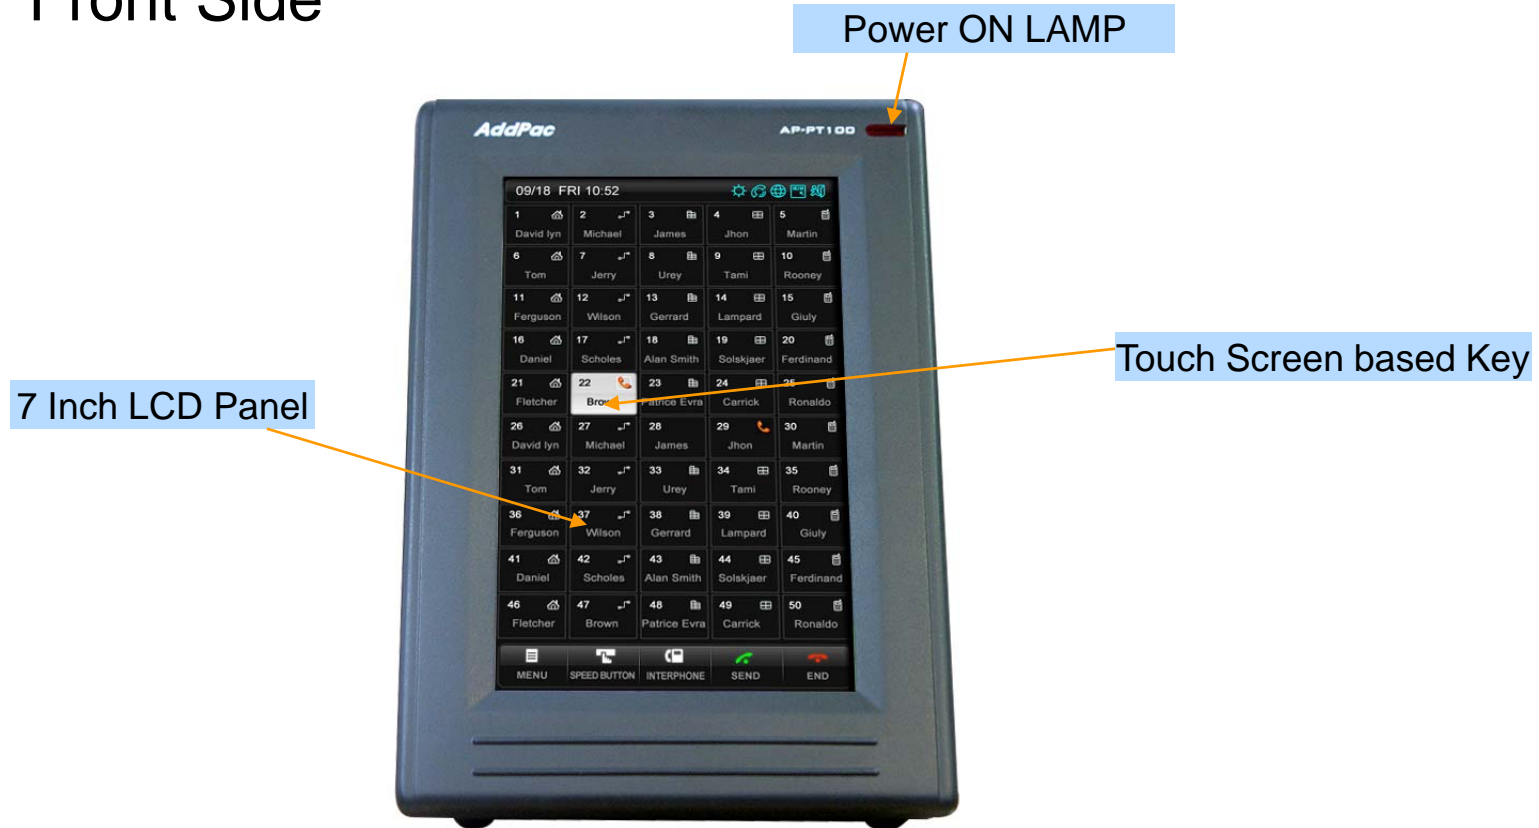 Front Side
Power ON LAMP
AddPac
AP-PT100
09/18 FRI 10:52
1 2 3 4 5
David lyn Michael James Jhon Martin
6 7 8 9 10
Tom Jerry Urey Tami Rooney
11 12 13 14 15
Ferguson Wilson Gerrard Lampard Giuly
16 17 18 19 20
Daniel Scholes Alan Smith Solskjaer Ferdinand
Touch Screen based Key
21 22 23 24 25
Fletcher Brown Patrice Evra Carrick Ronaldo
7 Inch LCD Panel
26 27 28 29 30
David lyn Michael James Jhon Martin
31 32 33 34 35
Tom Jerry Urey Tami Rooney
36 37 38 39 40
Ferguson Wilson Gerrard Lampard Giuly
41 42 43 44 45
Daniel Scholes Alan Smith Solskjaer Ferdinand
46 47 48 49 50
Fletcher Brown Patrice Evra Carrick Ronaldo
MENU SPEED BUTTON INTERPHONE SEND END